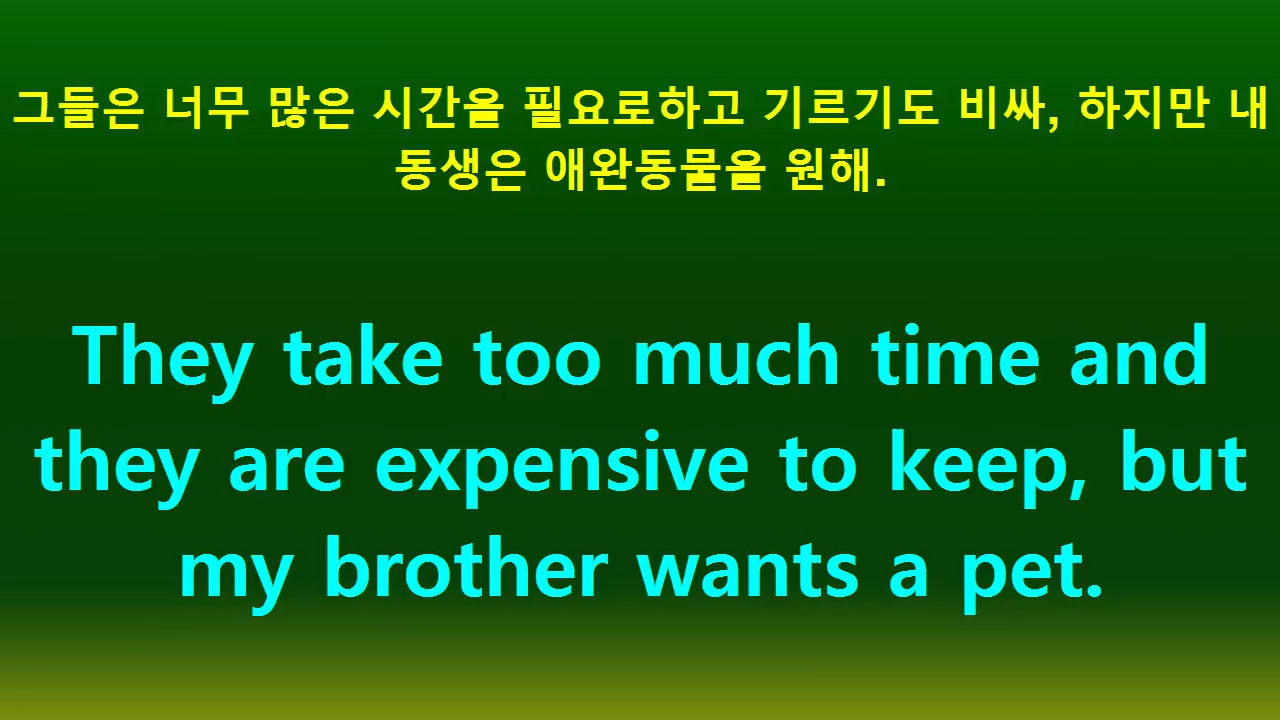 그들은 너무 많은 시간을 필요로하고 기르기도 비싸, 하지만 내
동생은 애완동물을 원해.
They take too much time and
they are expensive to keep, but
my brother wants a pet.